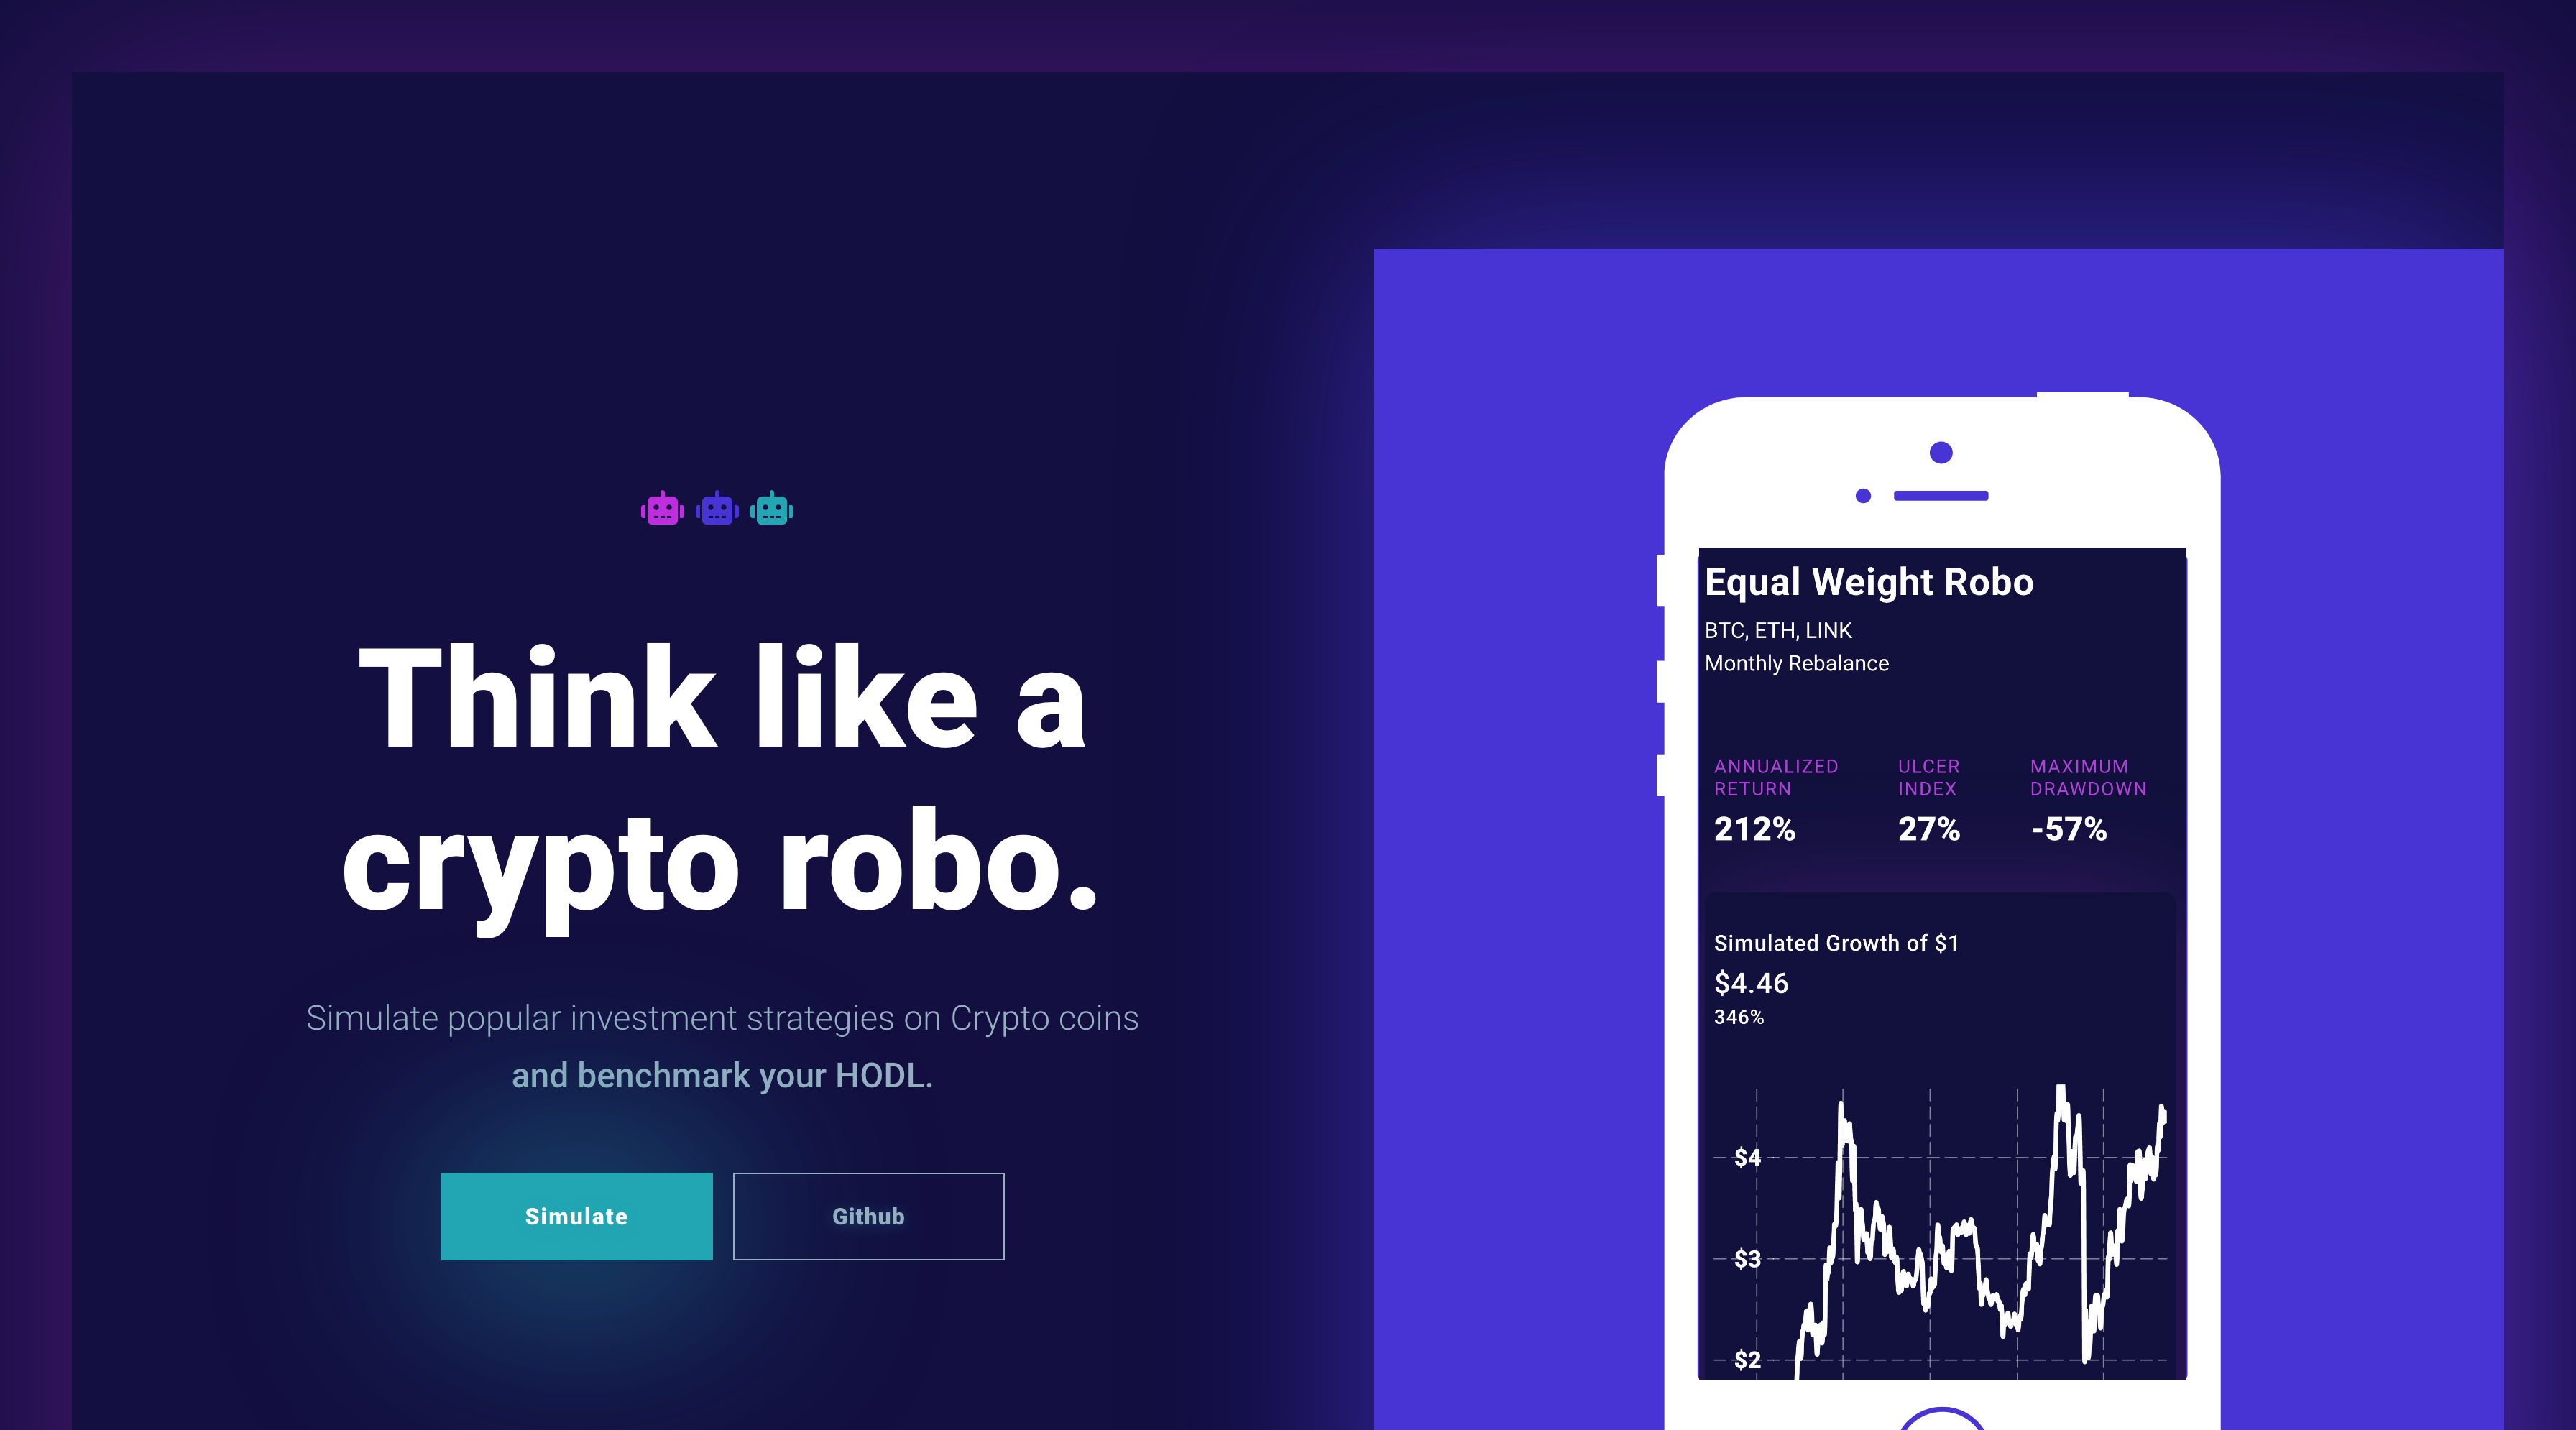 Think like a
crypto robo.
Simulate popular investment strategies on Crypto coins
and benchmark your HODL.
Simulate
Github
Equal Weight Robo
BTC, ETH, LINK
Monthly Rebalance
ANNUALIZED
RETURN
212%
ULCER
INDEX
27%
MAXIMUM
DRAWDOWN
-57%
Simulated Growth of $1
$4.46
346%
$4
$3
$2